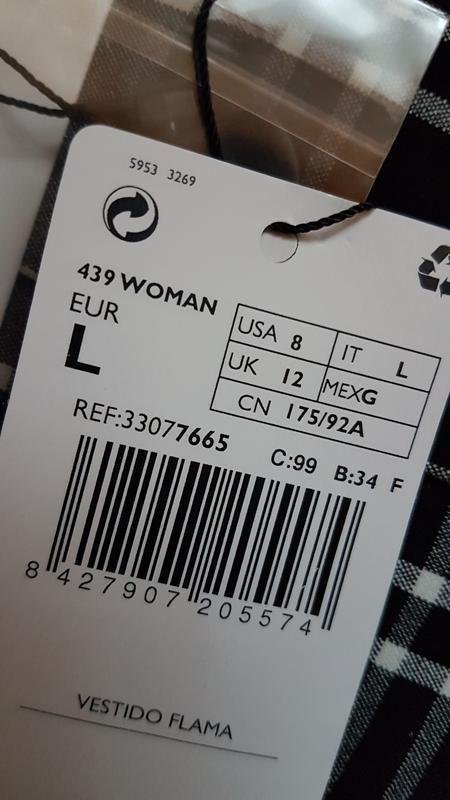 5953 3269
439 WOMAN
EUR
L
USA 8 IT L
UK 12 MEX G
CN 175/92A
REF:33077665
C:99 B:34 F
8 427907 205574
VESTIDO FLAMA